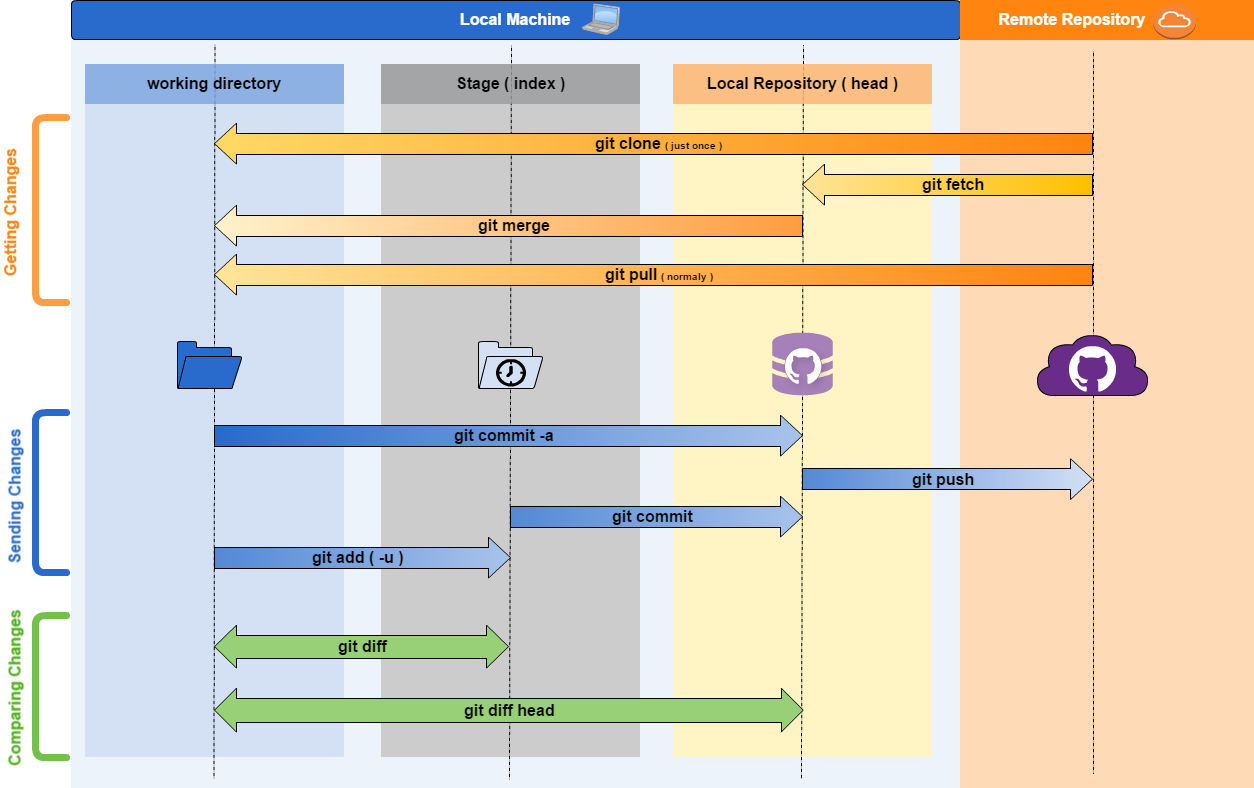 Local Machine
Remote Repository
working directory
Stage ( index )
Local Repository ( head )
Getting Changes
git clone ( just once )
git fetch
git merge
git pull ( normaly )
Sending Changes
git commit -a
git push
git commit
git add ( -u )
Comparing Changes
git diff
git diff head